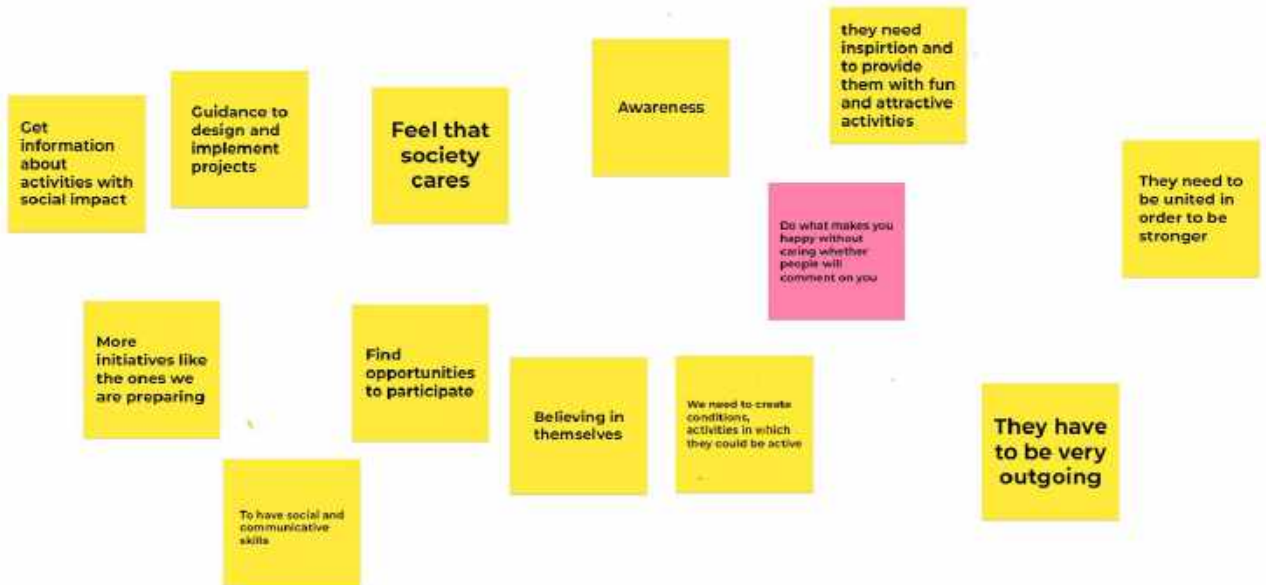 Get
information
about
activities with
social impact
Guidance to
design and
implement
projects
Feel that
society
cares
Awareness
they need
inspirtion and
to provide
them with fun
and attractive
activities
Do what makes you
happy without
caring whether
people will
comment on you
They need to
be united in
order to be
stronger
More
initiatives like
the ones we
are preparing
Find
opportunities
to participate
Believing in
themselves
We need to create
conditions,
activities in which
they could be active
They have
to be very
outgoing
To have social and
communicative
skills